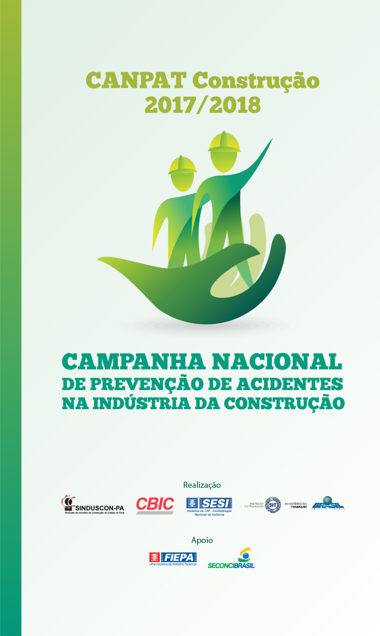 CANPAT Construção
2017/2018
CAMPANHA NACIONAL
DE PREVENÇÃO DE ACIDENTES
NA INDÚSTRIA DA CONSTRUÇÃO
Realização
SINDUSCON-PA
CBIC
SESI
SIT
Apoio
FIEPA
SECONCIBRASIL